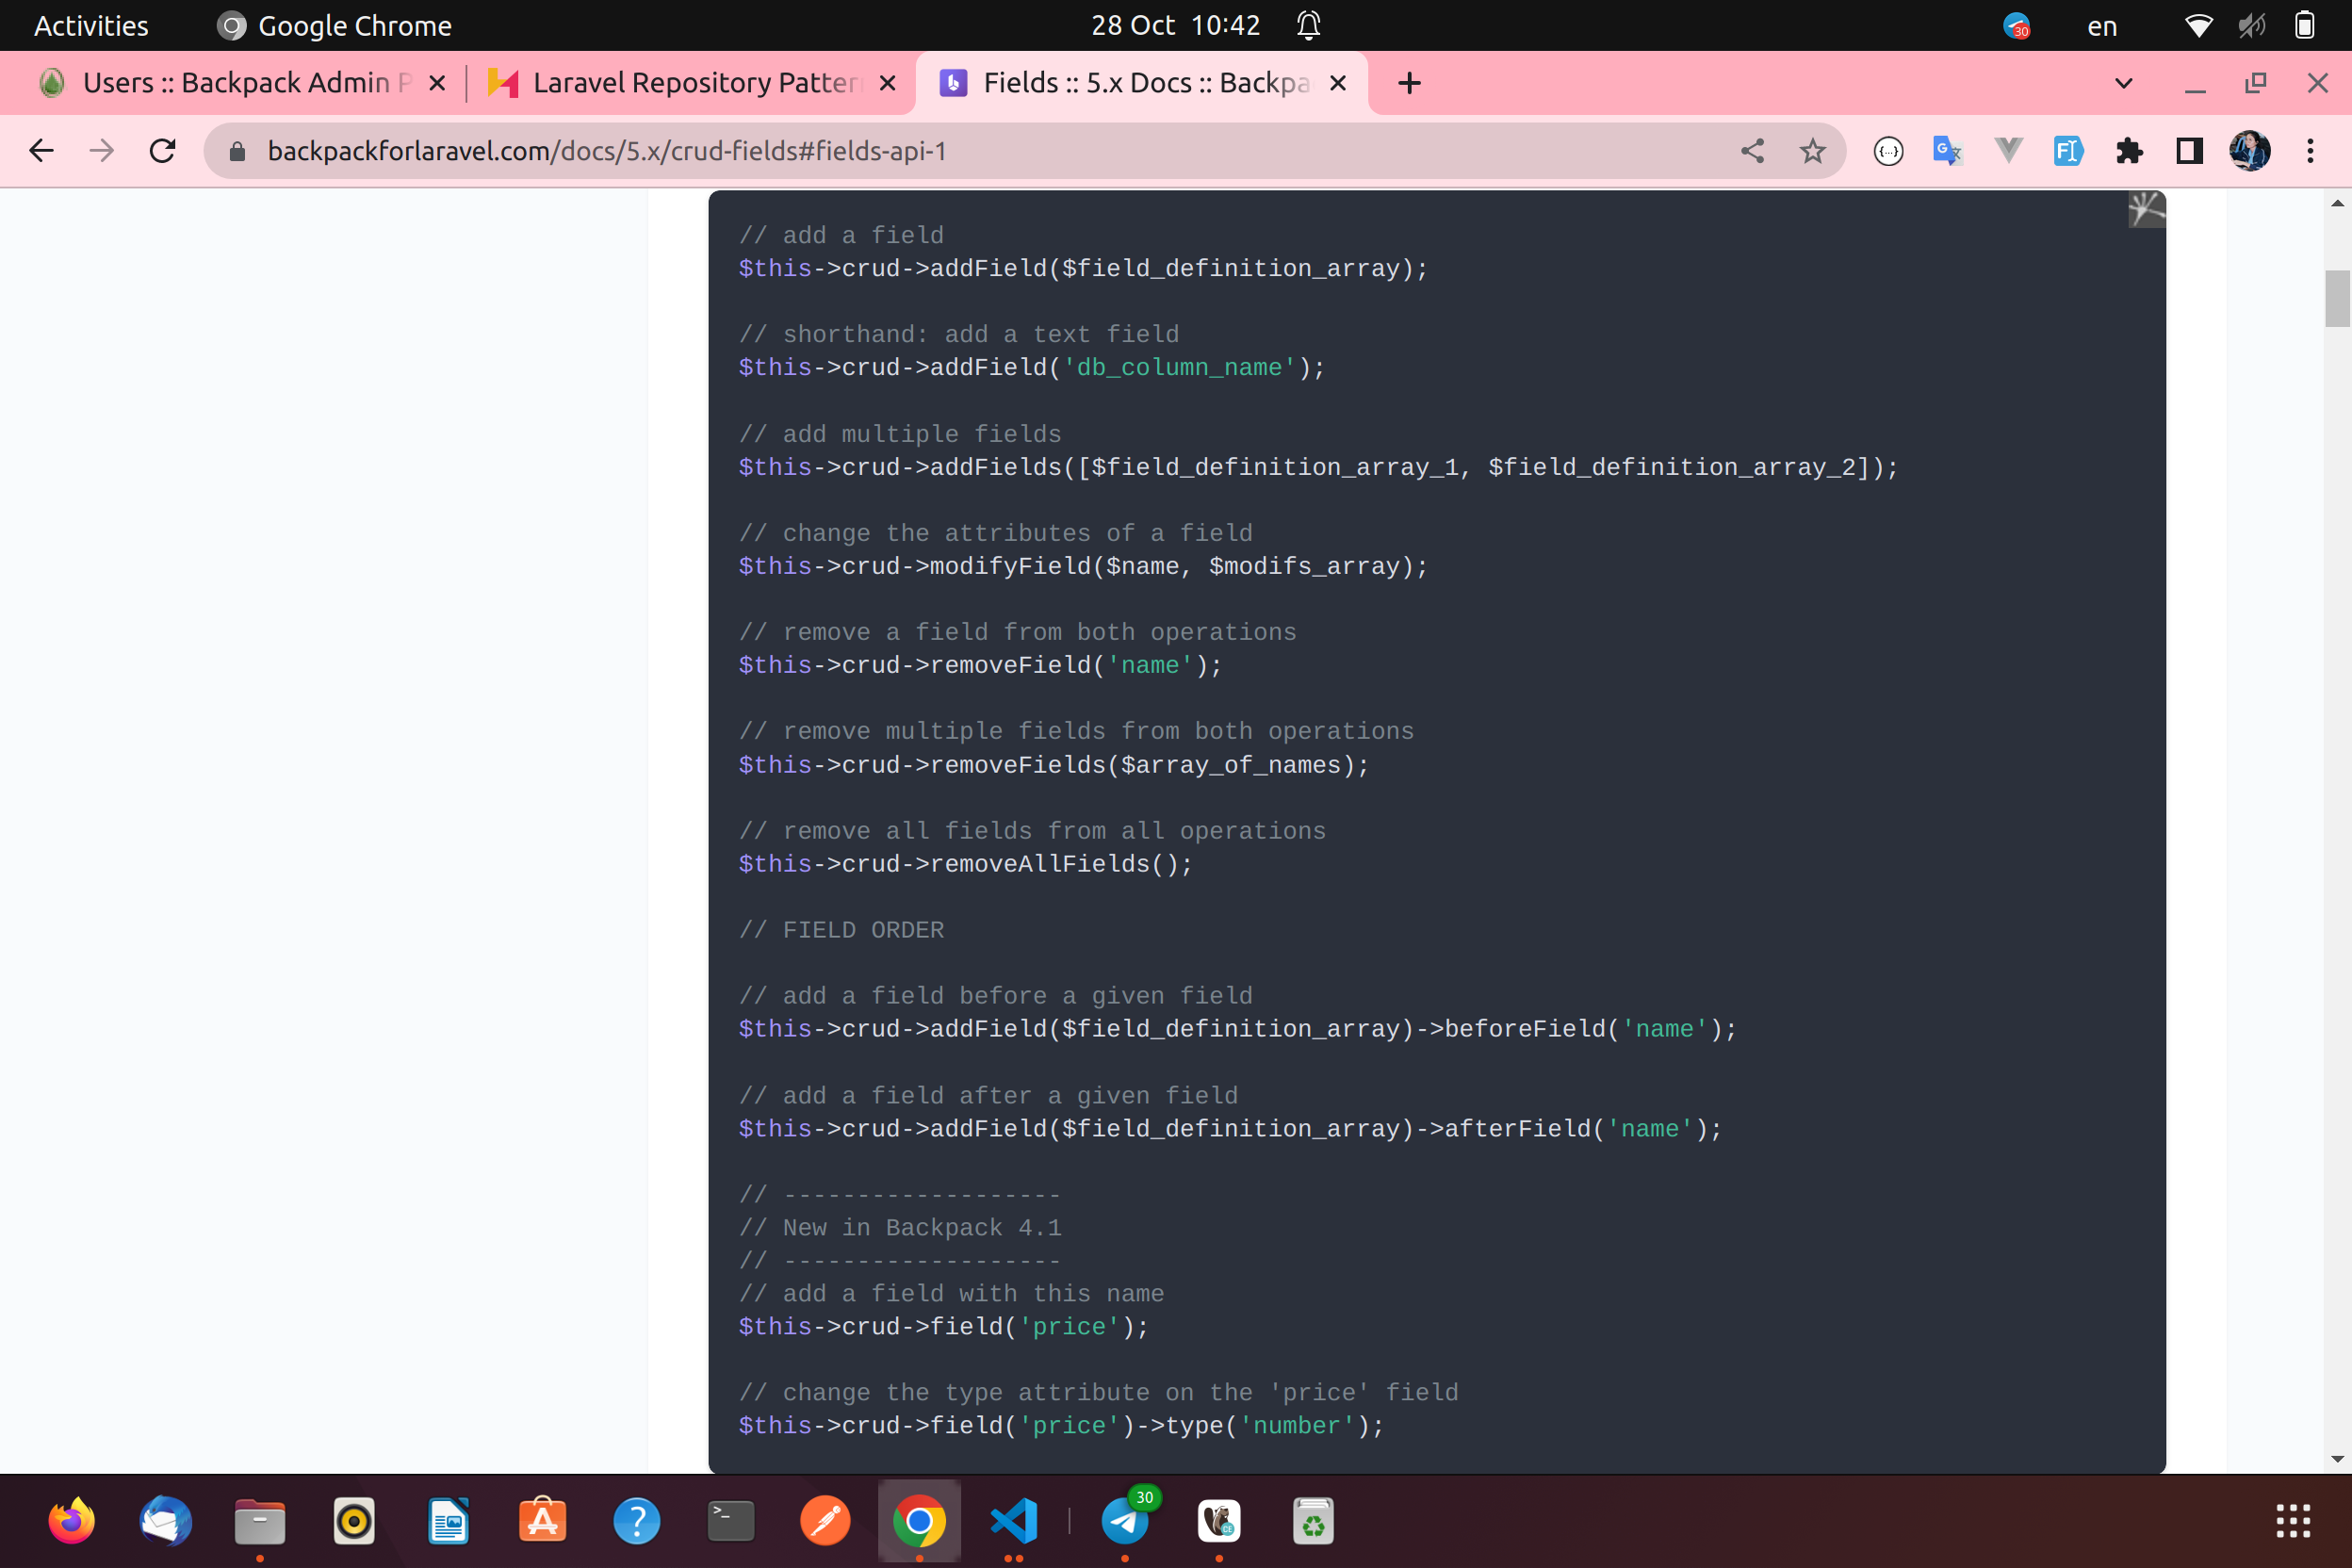 Activities
Google Chrome
28 Oct 10:42
30
en
Users :: Backpack Admin P
Laravel Repository Patter
Fields :: 5.x Docs :: Backpa
backpackforlaravel.com/docs/5.x/crud-fields#fields-api-1
// add a field
$this->crud->addField($field_definition_array);
// shorthand: add a text field
$this->crud->addField('db_column_name');
// add multiple fields
$this->crud->addFields([$field_definition_array_1, $field_definition_array_2]);
// change the attributes of a field
$this->crud->modifyField($name, $modifs_array);
// remove a field from both operations
$this->crud->removeField('name');
// remove multiple fields from both operations
$this->crud->removeFields($array_of_names);
// remove all fields from all operations
$this->crud->removeAllFields();
// FIELD ORDER
// add a field before a given field
$this->crud->addField($field_definition_array)->beforeField('name');
// add a field after a given field
$this->crud->addField($field_definition_array)->afterField('name');
// -------------------
// New in Backpack 4.1
// -------------------
// add a field with this name
$this->crud->field('price');
// change the type attribute on the 'price' field
$this->crud->field('price')->type('number');
30